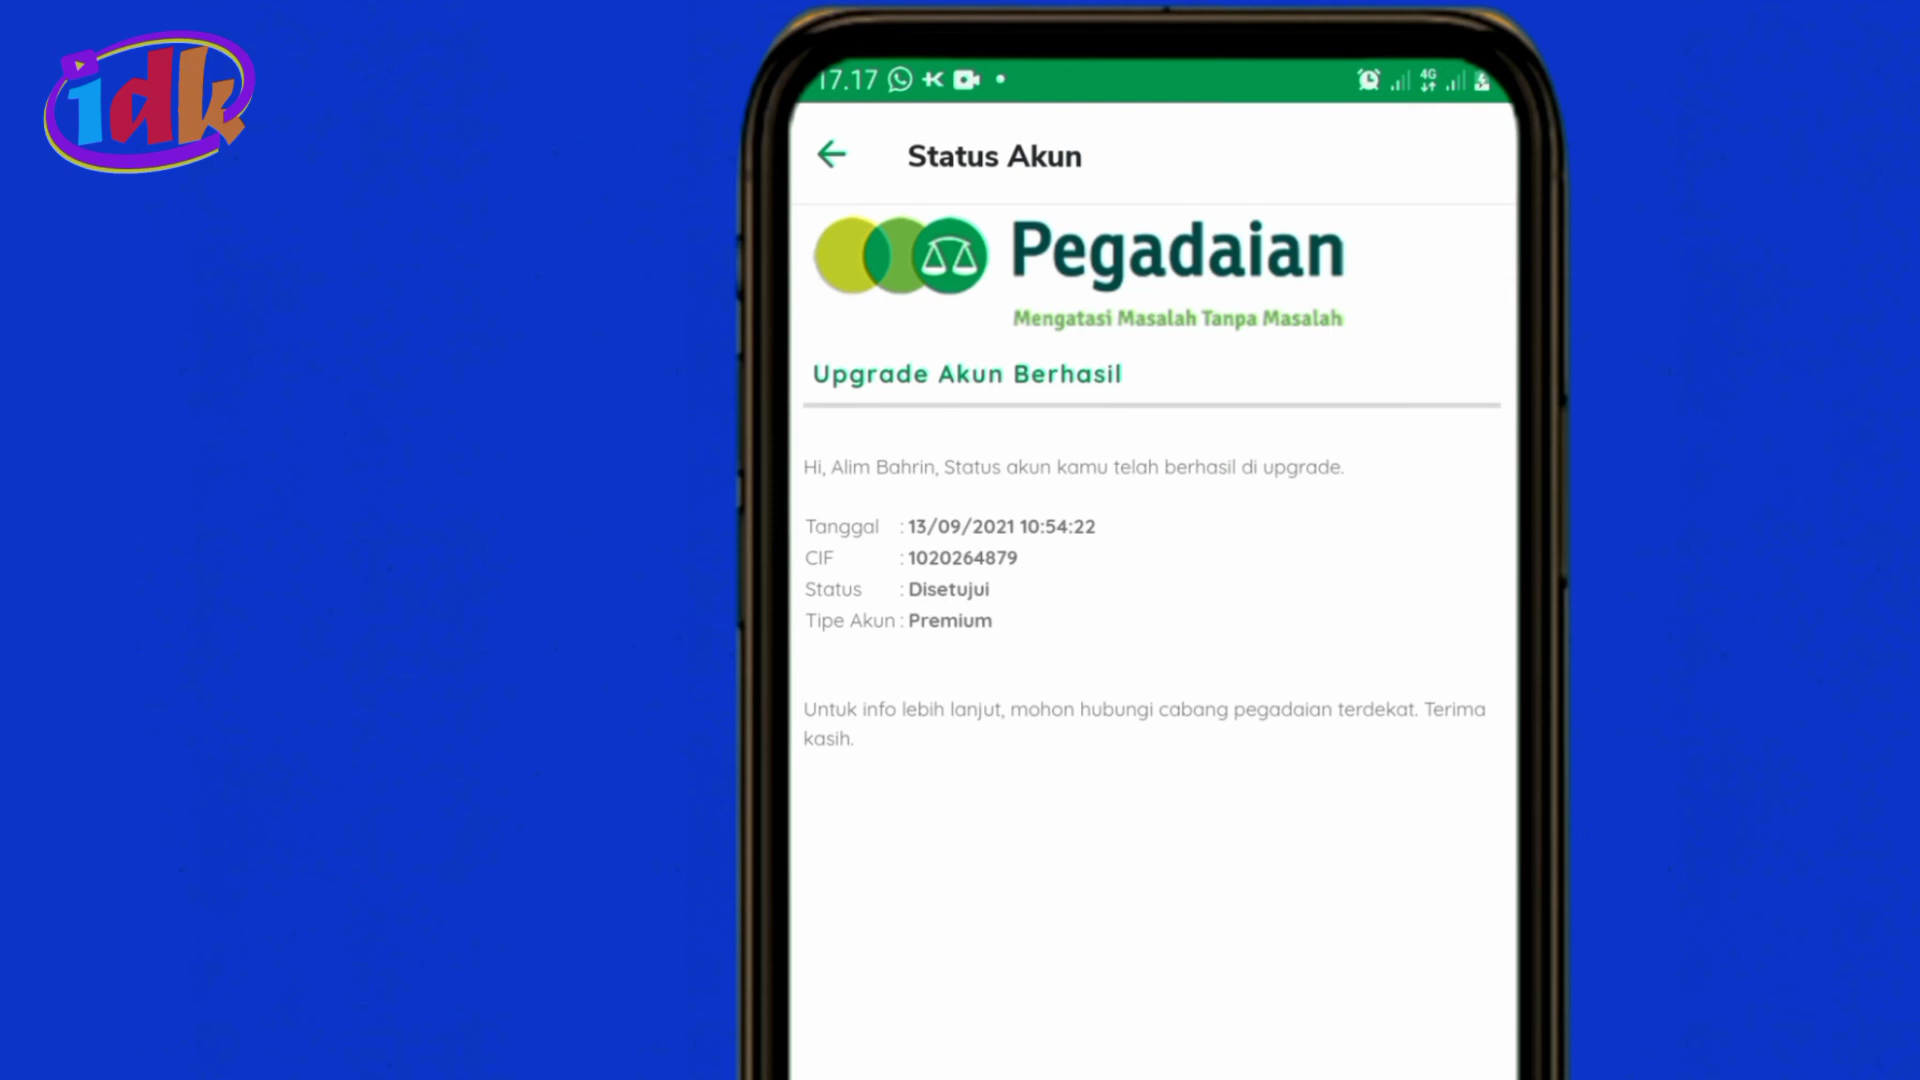 idk
17.17
4G
Status Akun
Pegadaian
Mengatasi Masalah Tanpa Masalah
Upgrade Akun Berhasil
Hi, Alim Bahrin, Status akun kamu telah berhasil di upgrade.
Tanggal : 13/09/2021 10:54:22
CIF : 1020264879
Status : Disetujui
Tipe Akun : Premium
Untuk info lebih lanjut, mohon hubungi cabang pegadaian terdekat. Terima
kasih.